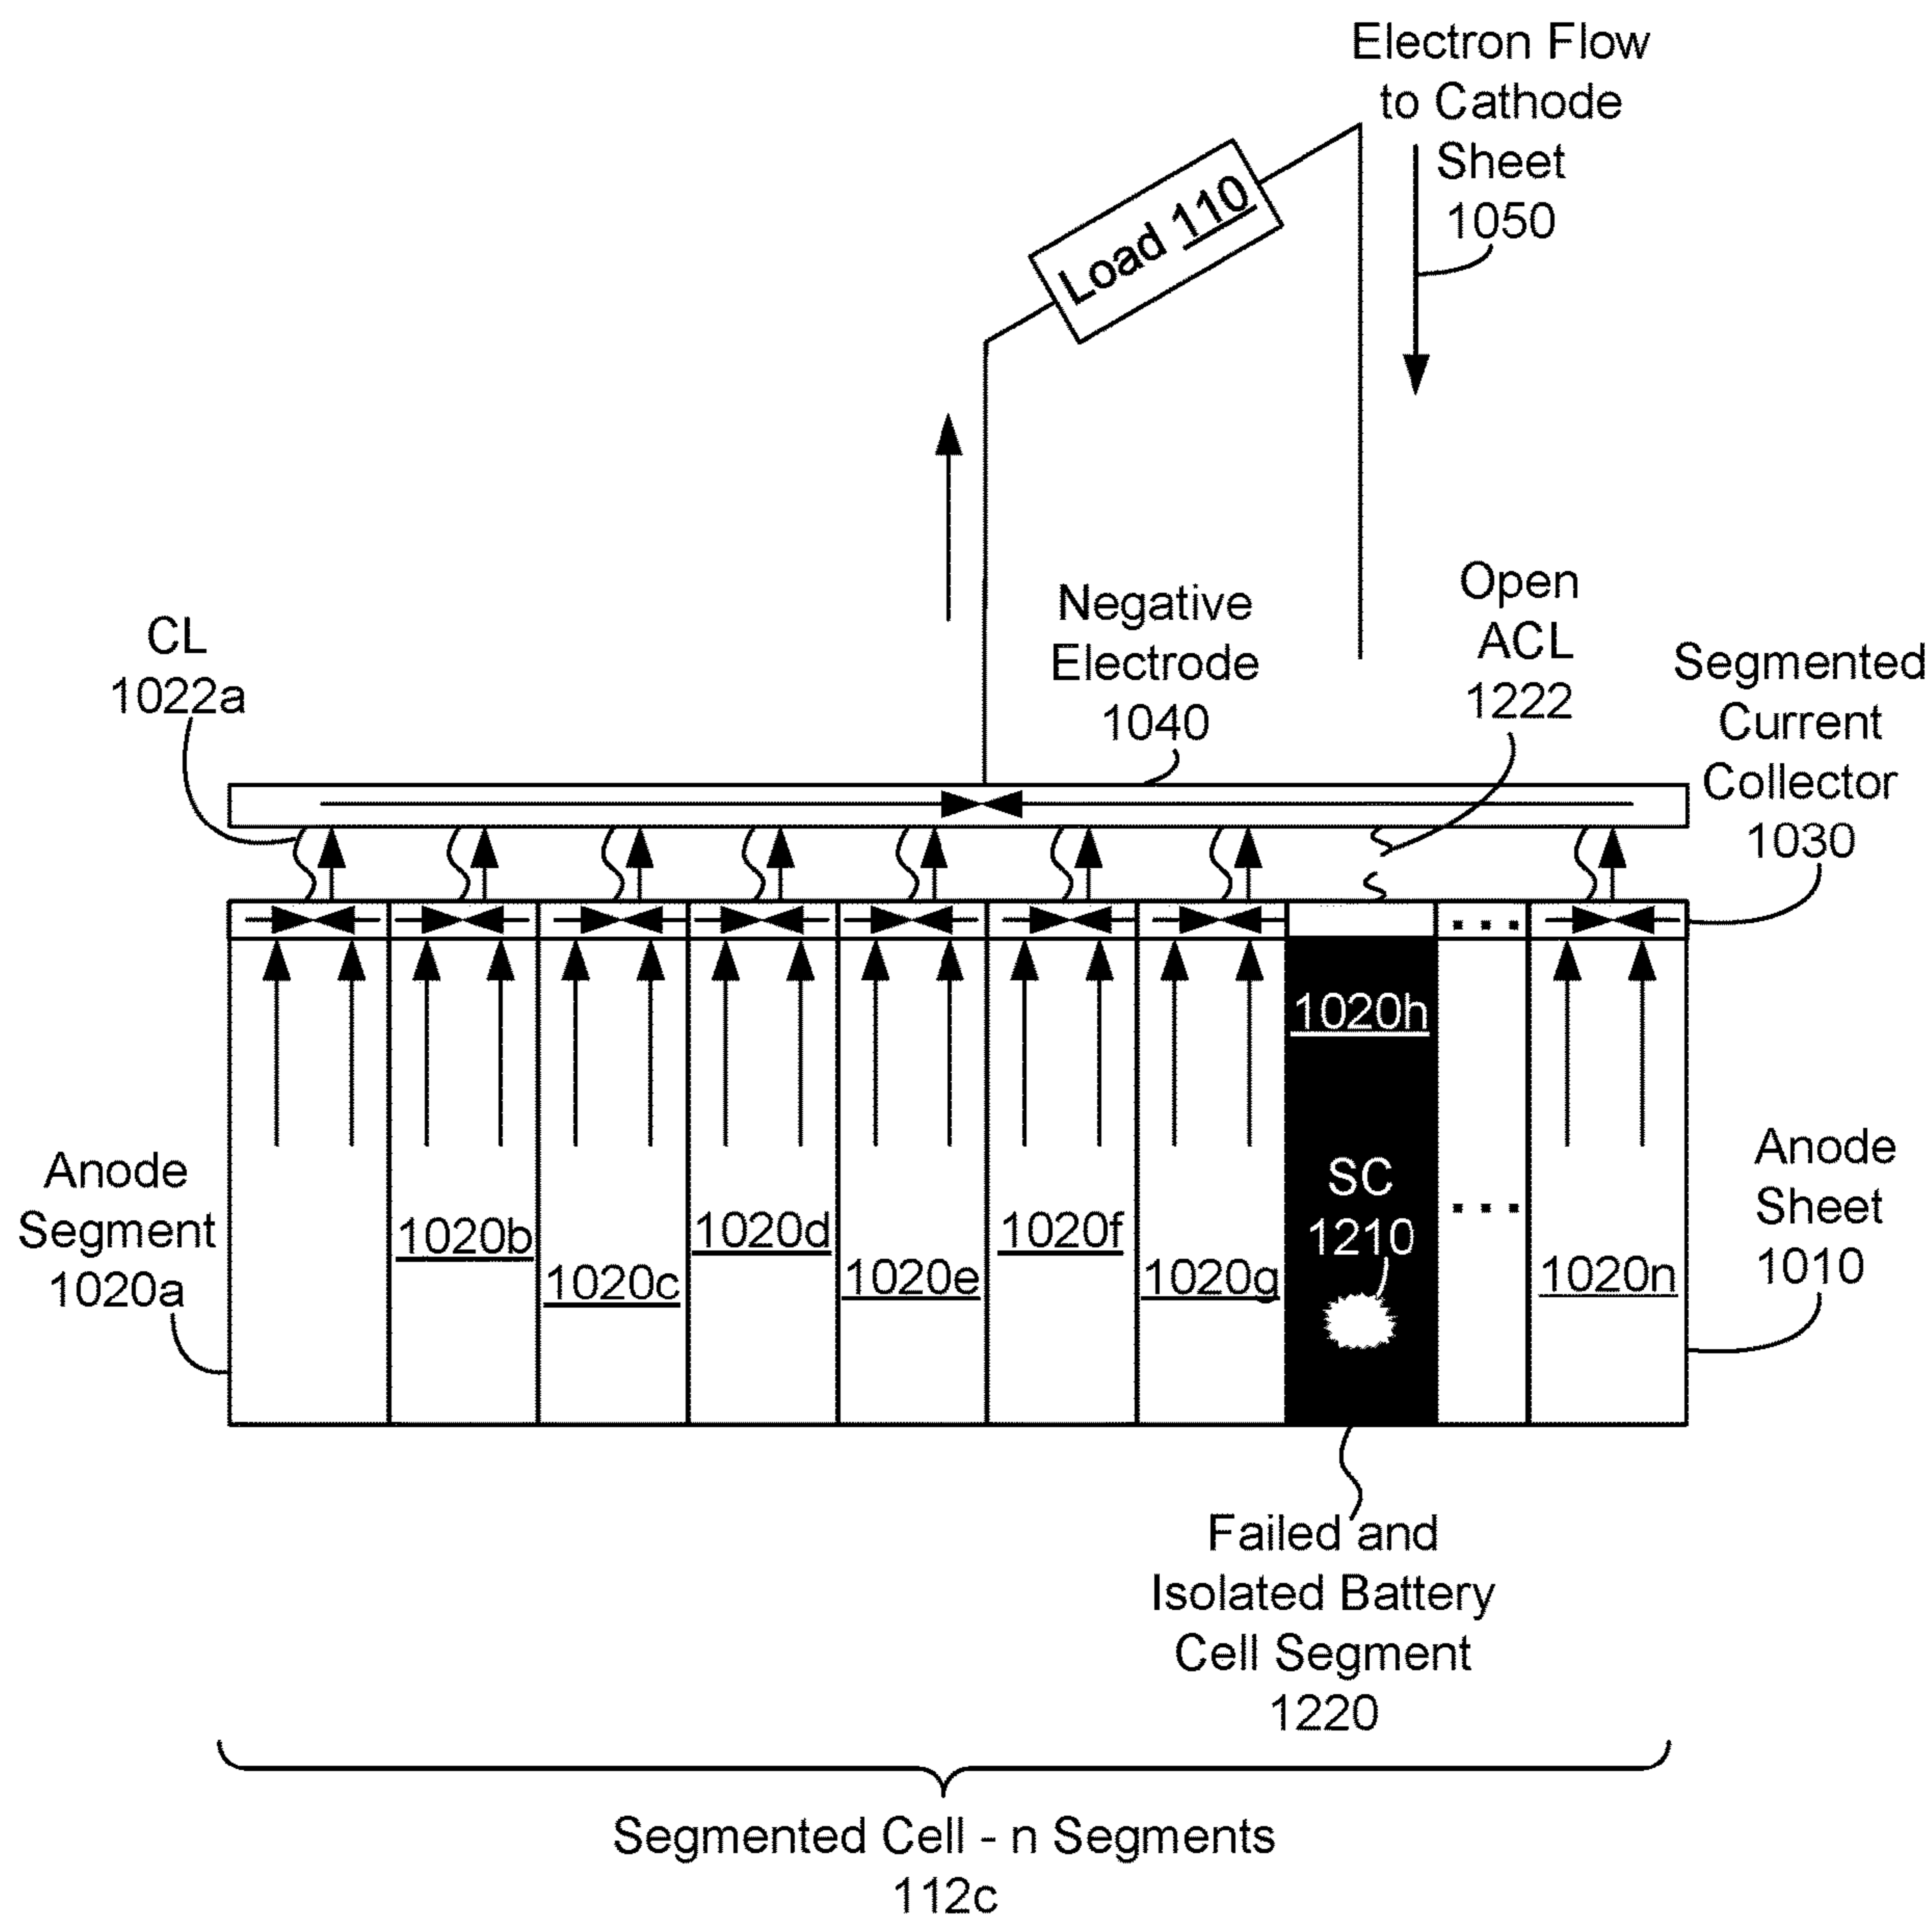 Electron Flow
to Cathode
Sheet
1050
Load 110
Open
ACL
1222
Negative
Electrode
1040
CL
1022a
Segmented
Current
Collector
1030
. . .
1020h
Anode
Segment
1020a
1020b
1020c
1020d
1020e
1020f
1020g
SC
1210
. . .
1020n
Anode
Sheet
1010
Failed and
Isolated Battery
Cell Segment
1220
Segmented Cell - n Segments
112c